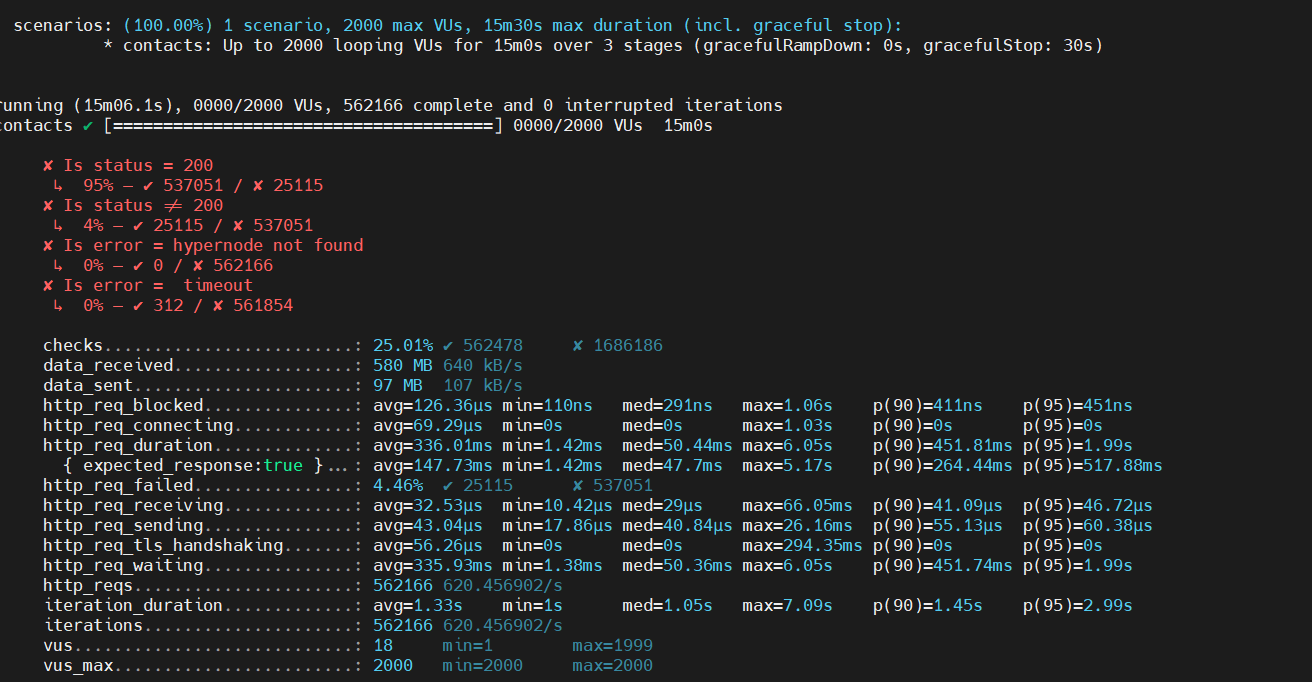 scenarios: (100.00%) 1 scenario, 2000 max VUs, 15m30s max duration (incl. graceful stop):
* contacts: Up to 2000 looping VUs for 15m0s over 3 stages (gracefulRampDown: 0s, gracefulStop: 30s)
running (15m06.1s), 0000/2000 VUs, 562166 complete and 0 interrupted iterations
contacts ✔ [======================================] 0000/2000 VUs  15m0s
✘ Is status = 200
↳  95% — ✔ 537051 / ✘ 25115
✘ Is status ≠ 200
↳  4% — ✔ 25115 / ✘ 537051
✘ Is error = hypernode not found
↳  0% — ✔ 0 / ✘ 562166
✘ Is error =  timeout
↳  0% — ✔ 312 / ✘ 561854
checks.........................: 25.01% ✔ 562478     ✘ 1686186
data_received..................: 580 MB 640 kB/s
data_sent......................: 97 MB  107 kB/s
http_req_blocked...............: avg=126.36µs min=110ns   med=291ns   max=1.06s    p(90)=411ns    p(95)=451ns
http_req_connecting............: avg=69.29µs  min=0s      med=0s      max=1.03s    p(90)=0s       p(95)=0s
http_req_duration..............: avg=336.01ms min=1.42ms  med=50.44ms max=6.05s    p(90)=451.81ms p(95)=1.99s
{ expected_response:true }...: avg=147.73ms min=1.42ms  med=47.7ms  max=5.17s    p(90)=264.44ms p(95)=517.88ms
http_req_failed................: 4.46%  ✔ 25115      ✘ 537051
http_req_receiving.............: avg=32.53µs  min=10.42µs med=29µs    max=66.05ms  p(90)=41.09µs  p(95)=46.72µs
http_req_sending...............: avg=43.04µs  min=17.86µs med=40.84µs max=26.16ms  p(90)=55.13µs  p(95)=60.38µs
http_req_tls_handshaking.......: avg=56.26µs  min=0s      med=0s      max=294.35ms p(90)=0s       p(95)=0s
http_req_waiting...............: avg=335.93ms min=1.38ms  med=50.36ms max=6.05s    p(90)=451.74ms p(95)=1.99s
http_reqs......................: 562166 620.456902/s
iteration_duration.............: avg=1.33s    min=1s      med=1.05s   max=7.09s    p(90)=1.45s    p(95)=2.99s
iterations.....................: 562166 620.456902/s
vus............................: 18     min=1        max=1999
vus_max........................: 2000   min=2000     max=2000